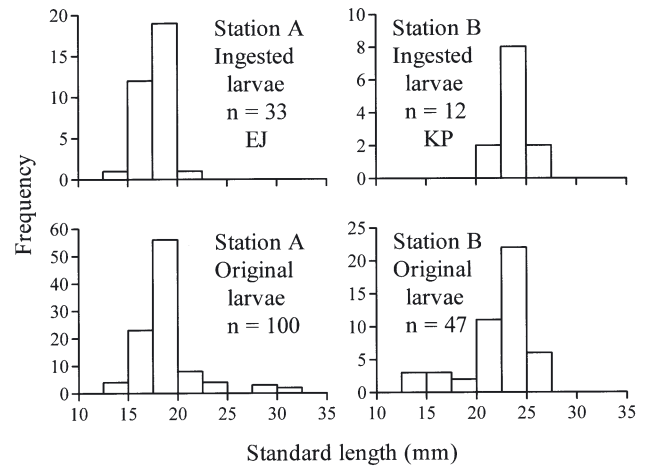 Station A
Ingested
larvae
n = 33
EJ
20
15
10
5
0
Station B
Ingested
larvae
n = 12
KP
10
8
6
4
2
0
Frequency
Station A
Original
larvae
n = 100
60
50
40
30
20
10
0
10 15 20 25 30 35
Station B
Original
larvae
n = 47
25
20
15
10
5
0
10 15 20 25 30 35
Standard length (mm)